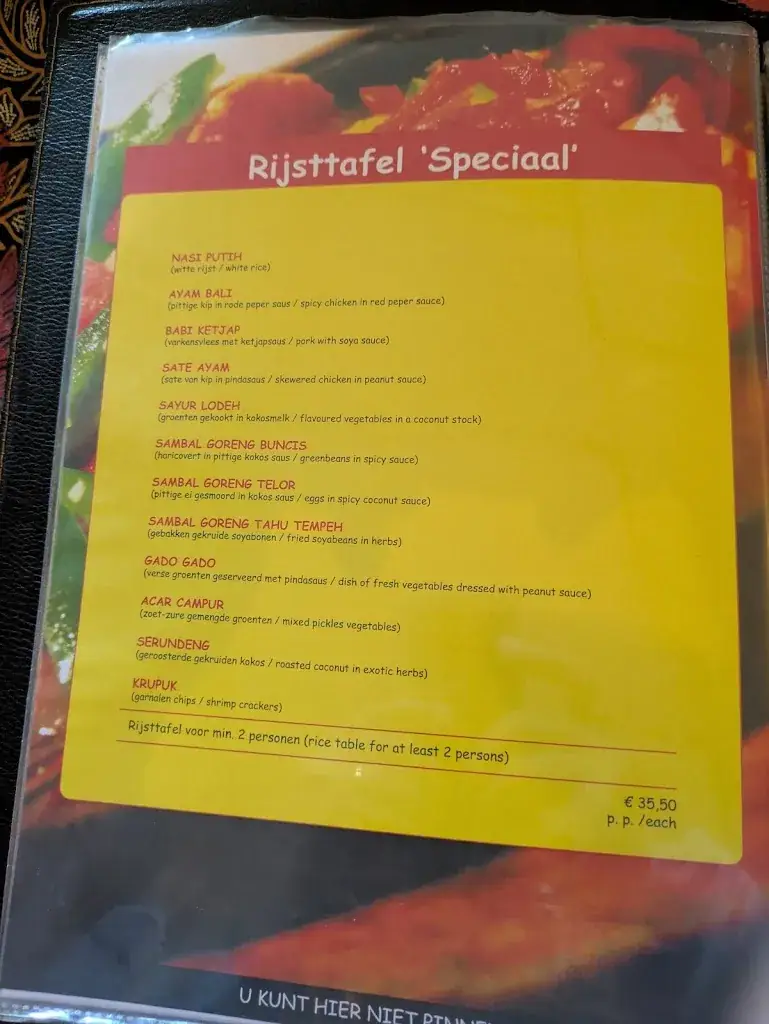 Rijsttafel 'Speciaal'
NASI PUTIH
(witte rijst / white rice)
AYAM BALI
(pittige kip in rode peper saus / spicy chicken in red peper sauce)
BABI KETJAP
(varkensvlees met ketjapsaus / pork with soya sauce)
SATE AYAM
(sate van kip in pindasaus / skewered chicken in peanut sauce)
SAYUR LODEH
(groenten gekookt in kokosmelk / flavoured vegetables in a coconut stock)
SAMBAL GORENG BUNCIS
(haricovert in pittige kokos saus / greenbeans in spicy sauce)
SAMBAL GORENG TELOR
(pittige ei gesmoord in kokos saus / eggs in spicy coconut sauce)
SAMBAL GORENG TAHU TEMPEH
(gebakken gekruide soyabonen / fried soyabeans in herbs)
GADO GADO
(verse groenten geserveerd met pindasaus / dish of fresh vegetables dressed with peanut sauce)
ACAR CAMPUR
(zoet-zure gemengde groenten / mixed pickles vegetables)
SERUNDENG
(geroosterde gekruiden kokos / roasted coconut in exotic herbs)
KRUPUK
(garnalen chips / shrimp crackers)
Rijsttafel voor min. 2 personen (rice table for at least 2 persons)
€ 35,50
p. p. /each
U KUNT HIER NIET